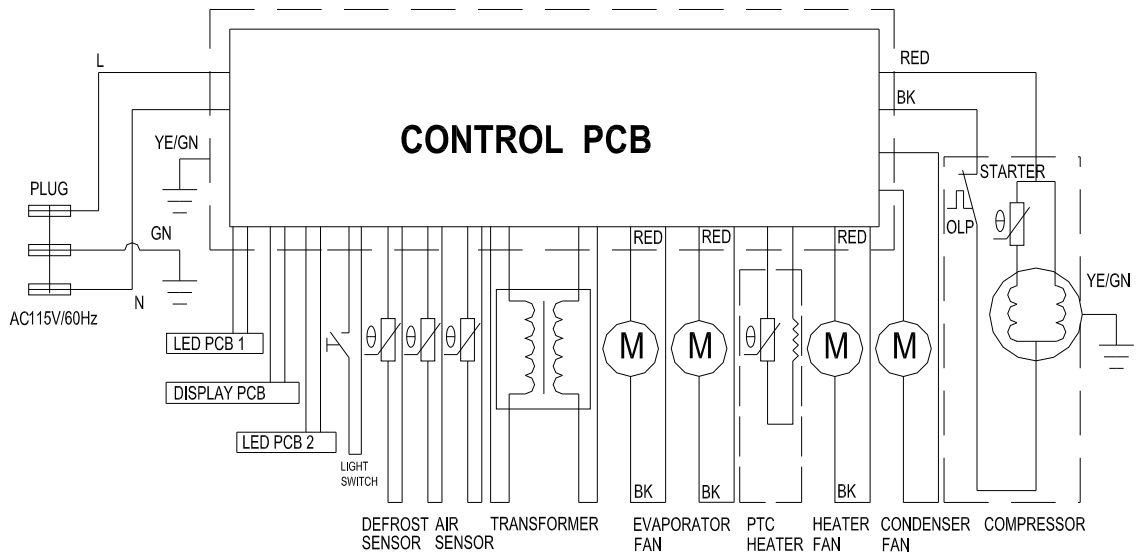 L
RED
BK
CONTROL PCB
YE/GN
STARTER
PLUG
θ
OLP
GN
RED
RED
RED
YE/GN
N
AC115V/60Hz
LED PCB 1
θ
θ
θ
M
M
θ
M
M
DISPLAY PCB
LED PCB 2
LIGHT
SWITCH
BK
BK
BK
DEFROST
SENSOR
AIR
SENSOR
TRANSFORMER
EVAPORATOR
FAN
PTC
HEATER
HEATER
FAN
CONDENSER
FAN
COMPRESSOR